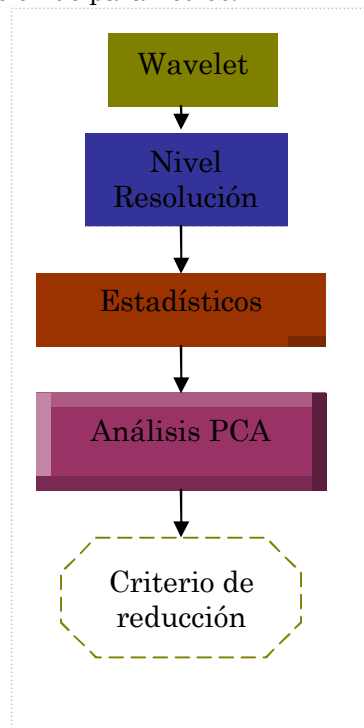 Wavelet
Nivel
Resolución
Estadísticos
Análisis PCA
Criterio de
reducción